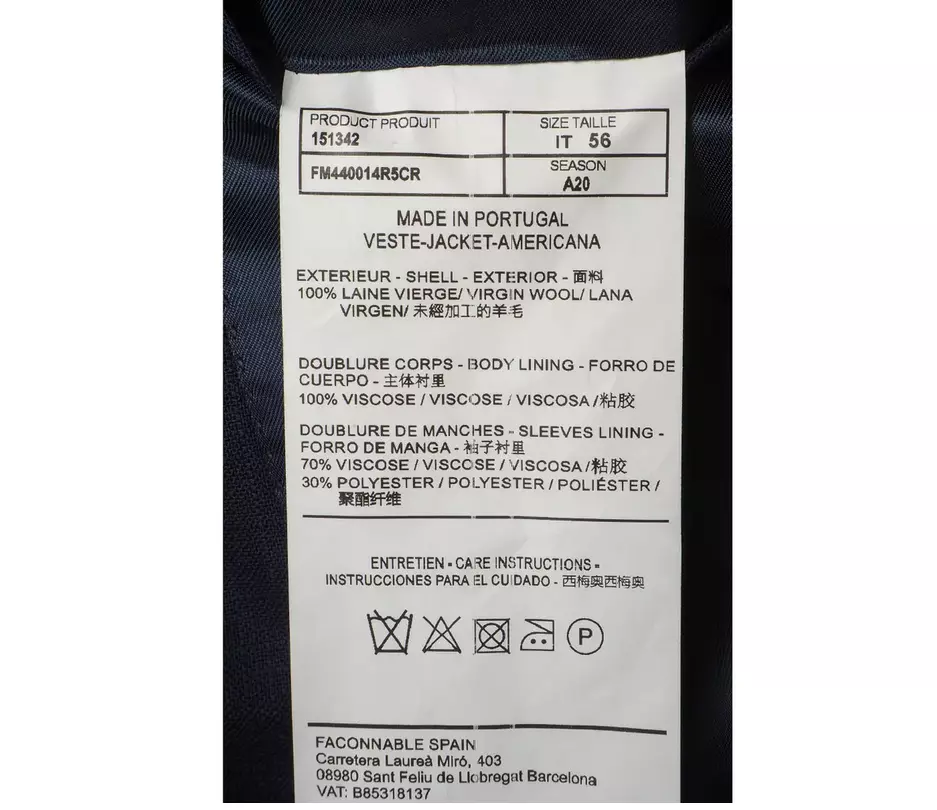 PRODUCT PRODUIT
151342
SIZE TAILLE
IT 56
FM440014R5CR
SEASON
A20
MADE IN PORTUGAL
VESTE-JACKET-AMERICANA
EXTERIEUR - SHELL - EXTERIOR - 面料
100% LAINE VIERGE/ VIRGIN WOOL/ LANA
VIRGEN/ 未經加工的羊毛
DOUBLURE CORPS - BODY LINING - FORRO DE
CUERPO - 主体衬里
100% VISCOSE / VISCOSE / VISCOSA /粘胶
DOUBLURE DE MANCHES - SLEEVES LINING -
FORRO DE MANGA - 袖子衬里
70% VISCOSE / VISCOSE / VISCOSA /粘胶
30% POLYESTER / POLYESTER / POLIÉSTER /
聚酯纤维
ENTRETIEN - CARE INSTRUCTIONS -
INSTRUCCIONES PARA EL CUIDADO - 西梅奥西梅奥
P
FACONNABLE SPAIN
Carretera Laureà Miró, 403
08980 Sant Feliu de Llobregat Barcelona
VAT: B85318137